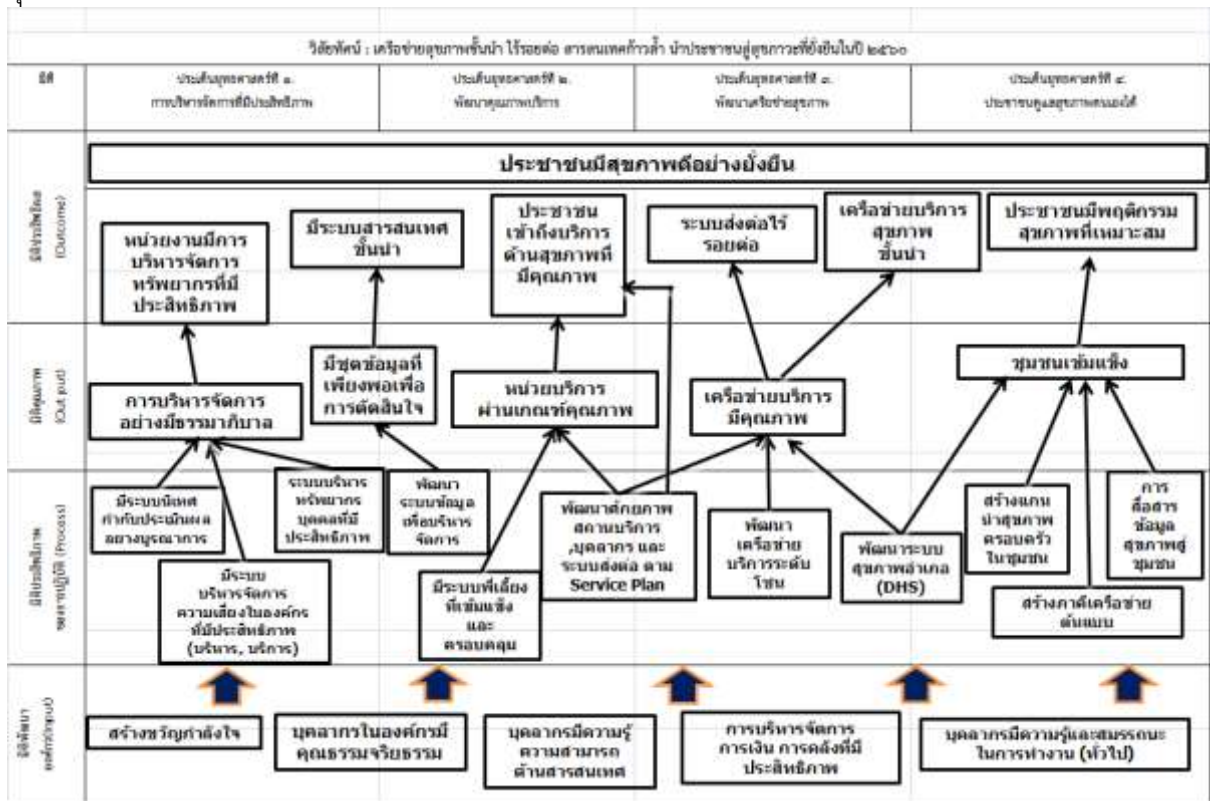 วิสัยทัศน์ : เครือข่ายสุขภาพชั้นนำ ไร้รอยต่อ สารสนเทศก้าวล้ำ นำประชาชนสู่สุขภาวะที่ยั่งยืนในปี ๒๕๖๐
มิติ
ประเด็นยุทธศาสตร์ที่ ๑.
การบริหารจัดการที่มีประสิทธิภาพ
ประเด็นยุทธศาสตร์ที่ ๒.
พัฒนาคุณภาพบริการ
ประเด็นยุทธศาสตร์ที่ ๓.
พัฒนาเครือข่ายสุขภาพ
ประเด็นยุทธศาสตร์ที่ ๔.
ประชาชนดูแลสุขภาพตนเองได้
มิติประสิทธิผล
(Outcome)
ประชาชนมีสุขภาพดีอย่างยั่งยืน
หน่วยงานมีการ
บริหารจัดการ
ทรัพยากรที่มี
ประสิทธิภาพ
มีระบบสารสนเทศ
ชั้นนำ
ประชาชน
เข้าถึงบริการ
ด้านสุขภาพที่
มีคุณภาพ
ระบบส่งต่อไร้
รอยต่อ
เครือข่ายบริการ
สุขภาพ
ชั้นนำ
ประชาชนมีพฤติกรรม
สุขภาพที่เหมาะสม
มิติคุณภาพ
(Out put)
การบริหารจัดการ
อย่างมีธรรมาภิบาล
มีชุดข้อมูลที่
เพียงพอเพื่อ
การตัดสินใจ
หน่วยบริการ
ผ่านเกณฑ์คุณภาพ
เครือข่ายบริการ
มีคุณภาพ
ชุมชนเข้มแข็ง
มิติประสิทธิภาพ
ของการปฏิบัติ (Process)
มีระบบนิเทศ
กำกับประเมินผล
อย่างบูรณาการ
มีระบบ
บริหารจัดการ
ความเสี่ยงในองค์กร
ที่มีประสิทธิภาพ
(บริหาร, บริการ)
ระบบบริหาร
ทรัพยากร
บุคคลที่มี
ประสิทธิภาพ
พัฒนา
ระบบข้อมูล
เพื่อบริหาร
จัดการ
มีระบบพี่เลี้ยง
ที่เข้มแข็ง
และ
ครอบคลุม
พัฒนาศักยภาพ
สถานบริการ
,บุคลากร และ
ระบบส่งต่อ ตาม
Service Plan
พัฒนา
เครือข่าย
บริการระดับ
โซน
พัฒนาระบบ
สุขภาพอำเภอ
(DHS)
สร้างแกน
นำสุขภาพ
ครอบครัว
ในชุมชน
สร้างภาคีเครือข่าย
ต้นแบบ
การ
สื่อสาร
ข้อมูล
สุขภาพสู่
ชุมชน
มิติพัฒนา
องค์กร(Input)
สร้างขวัญกำลังใจ
บุคลากรในองค์กรมี
คุณธรรมจริยธรรม
บุคลากรมีความรู้
ความสามารถ
ด้านสารสนเทศ
การบริหารจัดการ
การเงิน การคลังที่มี
ประสิทธิภาพ
บุคลากรมีความรู้และสมรรถนะ
ในการทำงาน (ทั่วไป)